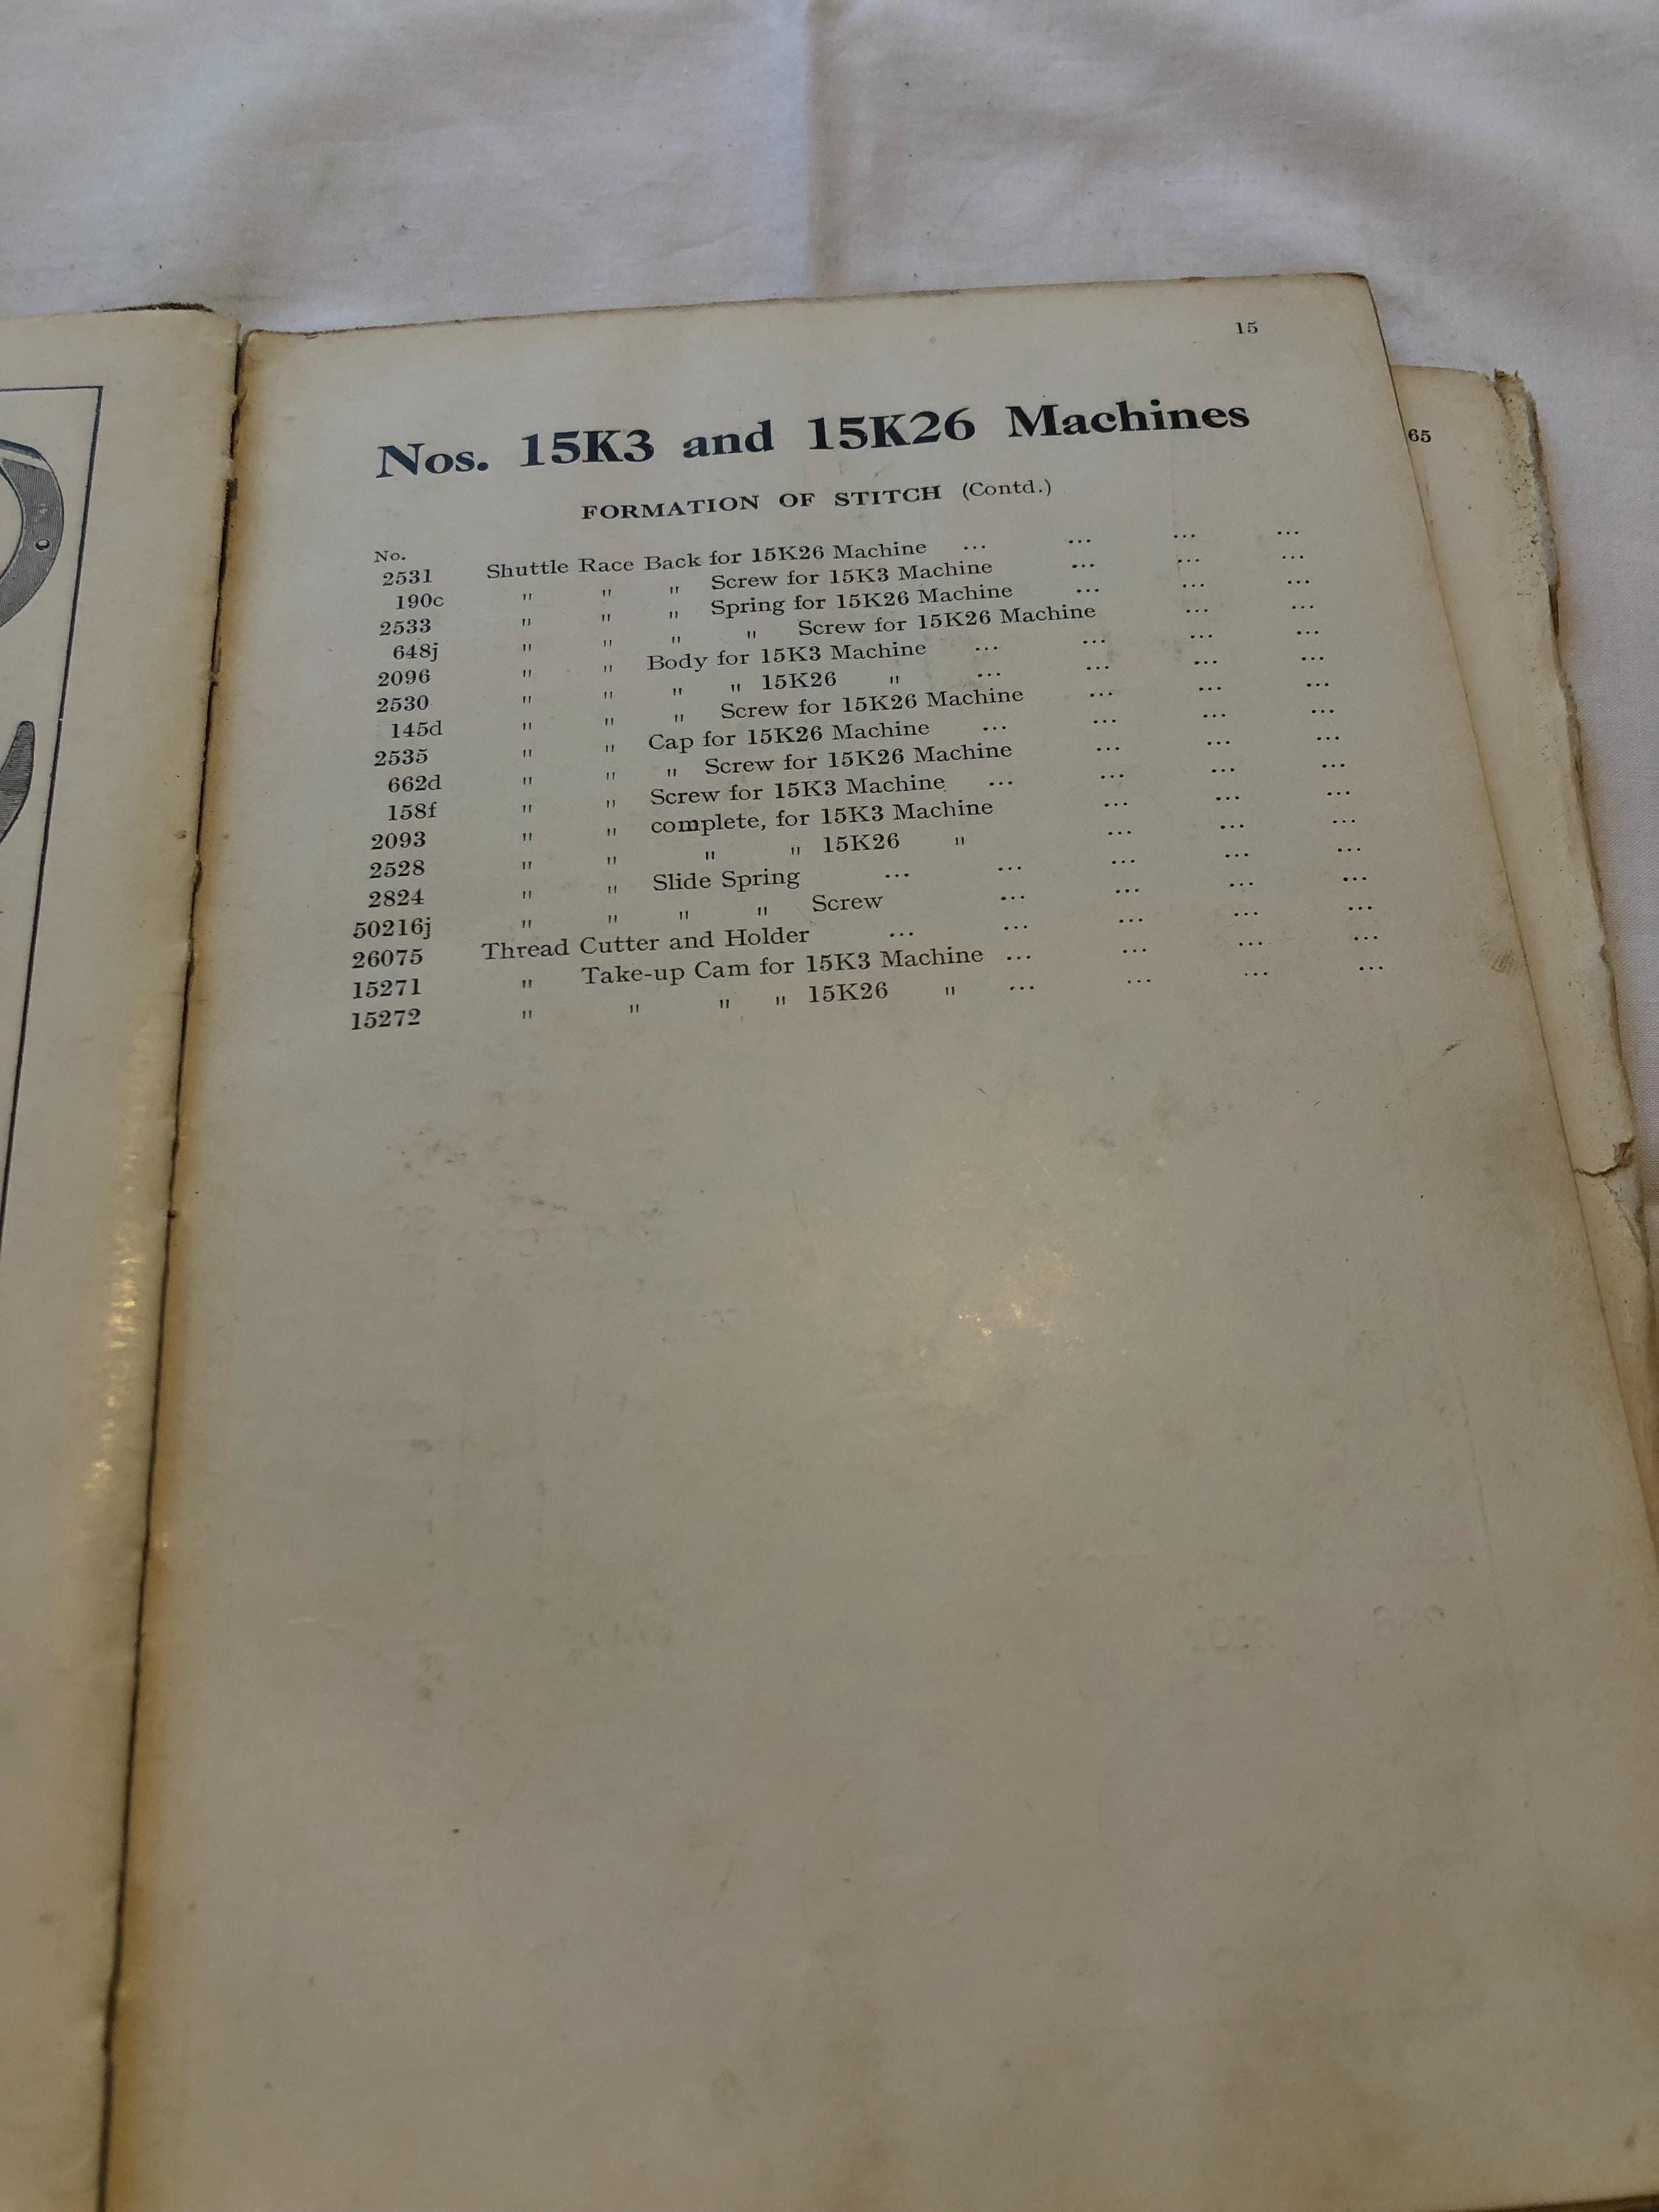 15
Nos. 15K3 and 15K26 Machines
65
FORMATION OF STITCH (Contd.)
No.
2531 Shuttle Race Back for 15K26 Machine ... ... ... ...
190c " " " Screw for 15K3 Machine ... ... ...
2533 " " " Spring for 15K26 Machine ... ... ...
648j " " " " Screw for 15K26 Machine ... ...
2096 " " Body for 15K3 Machine ... ... ... ...
2530 " " " " 15K26 " ... ... ... ...
145d " " " Screw for 15K26 Machine ... ... ...
2535 " " Cap for 15K26 Machine ... ... ... ...
662d " " " Screw for 15K26 Machine ... ... ...
158f " " Screw for 15K3 Machine ... ... ... ...
2093 " " complete, for 15K3 Machine ... ... ...
2528 " " " " 15K26 " ... ... ...
2824 " " Slide Spring ... ... ... ... ...
50216j " " " " Screw ... ... ... ...
26075 Thread Cutter and Holder ... ... ... ... ...
15271 " Take-up Cam for 15K3 Machine ... ... ... ...
15272 " " " " 15K26 " ... ... ... ...